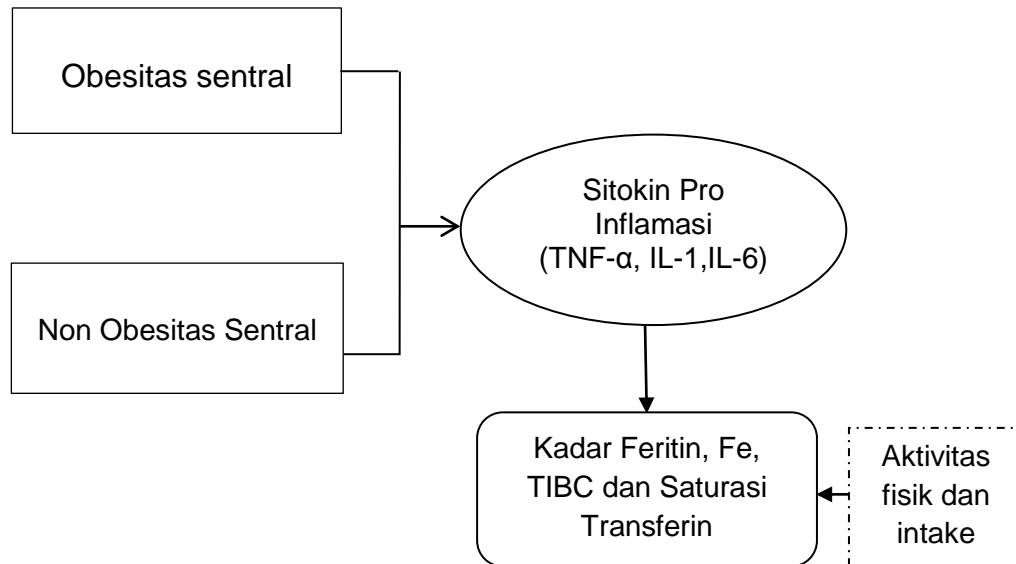 Obesitas sentral
Sitokin Pro
Inflamasi
(TNF-α, IL-1,IL-6)
Non Obesitas Sentral
Kadar Feritin, Fe,
TIBC dan Saturasi
Transferin
Aktivitas
fisik dan
intake